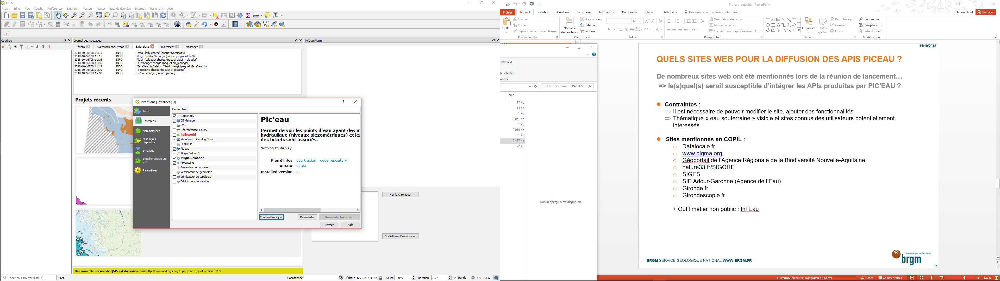 QGIS
Projet Éditer Vue Couche Préférences Extension Vecteur Raster Base de données Internet Traitement Aide
Couches
Journal des messages
Général
Avertissement Python
Extensions
Traitement
Messages
2018-10-16T08:11:15 INFO Data Plotly chargé (paquet DataPlotly)
2018-10-16T08:11:15 INFO Plugin Builder 3 chargé (paquet pluginbuilder3)
2018-10-16T08:11:16 INFO Plugin Reloader chargé (paquet plugin_reloader)
2018-10-16T08:11:16 INFO DB Manager chargé (paquet db_manager)
2018-10-16T08:11:17 INFO MetaSearch Catalog Client chargé (paquet MetaSearch)
2018-10-16T08:11:19 INFO Processing chargé (paquet processing)
2018-10-16T08:15:18 INFO Pic'eau chargé (paquet piceau)
Projets récents
Extensions | Installées (15)
Toutes
Installées
Non installées
Mise à jour
disponible
Invalides
Installer depuis un
ZIP
Paramètres
Rechercher
Data Plotly
DB Manager
eVis
Géoréférenceur GDAL
helloworld
MetaSearch Catalog Client
Outils GPS
Pic'eau
Plugin Builder 3
Plugin Reloader
Processing
Saisie de coordonnées
Vérificateur de géométrie
Vérificateur de topologie
Édition hors connexion
Pic'eau
Permet de voir les points d'eau ayant des m
hydraulique (niveaux piézométriques) et les
des tickets sont associés.
Nothing to display
Plus d'infos bug tracker code repository
Auteur BRGM
Installed version 0.1
Tout mettre à jour
Désinstaller
Ré-installer l'extension
Fermer
Aide
Une nouvelle version de QGIS est disponible: Visit http://download.qgis.org to get your copy of version 3.2.3
Taper pour trouver (Ctrl+K)
Prêt
Coordonnée
Échelle :29 854 291
Loupe 100%
Rotation 0,0 °
Rendu
EPSG:4326
Pic'eau Plugin
Voir la chronique
Statistiques Descriptives
Pic_eau_cotech2 - PowerPoint
Fichier Accueil Insertion Création Transitions Animations Diaporama Révision Affichage Dites-nous ce que vous voulez faire..
Henriot Abel
Partager
Coller
Couper
Copier
Reproduire la mise en forme
Presse-papiers
Nouvelle
diapositive
Disposition
Rétablir
Section
Diapositives
14
Police
Orientation du texte
Aligner le texte
Convertir en graphique SmartArt
Paragraphe
Organiser
Styles
rapides
Remplissage
Contour
Effets
Dessin
Rechercher
Remplacer
Sélectionner
Modification
nner tout
la sélection
onner
Rechercher dans : DEPARTEM...
Taille
17 Ko
13 Ko
1 Ko
3 061 Ko
1 Ko
2 019 Ko
1 Ko
2 487 Ko
72 Ko
Aucun aperçu n'est disponible.
11/10/2018
QUELS SITES WEB POUR LA DIFFUSION DES APIS PICEAU ?
De nombreux sites web ont été mentionnés lors de la réunion de lancement…
=> le(s)quel(s) serait susceptible d'intégrer les APIs produites par PIC'EAU ?
Contraintes :
Il est nécessaire de pouvoir modifier le site, ajouter des fonctionnalités
Thématique « eau souterraine » visible et sites connus des utilisateurs potentiellement
intéressés
Sites mentionnés en COPIL :
Datalocale.fr
www.pigma.org
Géoportail de l'Agence Régionale de la Biodiversité Nouvelle-Aquitaine
nature33.fr/SIGORE
SIGES
SIE Adour-Garonne (Agence de l'Eau)
Gironde.fr
Girondescopie.fr
+ Outil métier non public : Inf'Eau
BRGM SERVICE GÉOLOGIQUE NATIONAL WWW.BRGM.FR
Géosciences pour une Terre durable
brgm
14
Ouverture en cours : logigramme (2).pptx
Notes
Commentaires
120 %